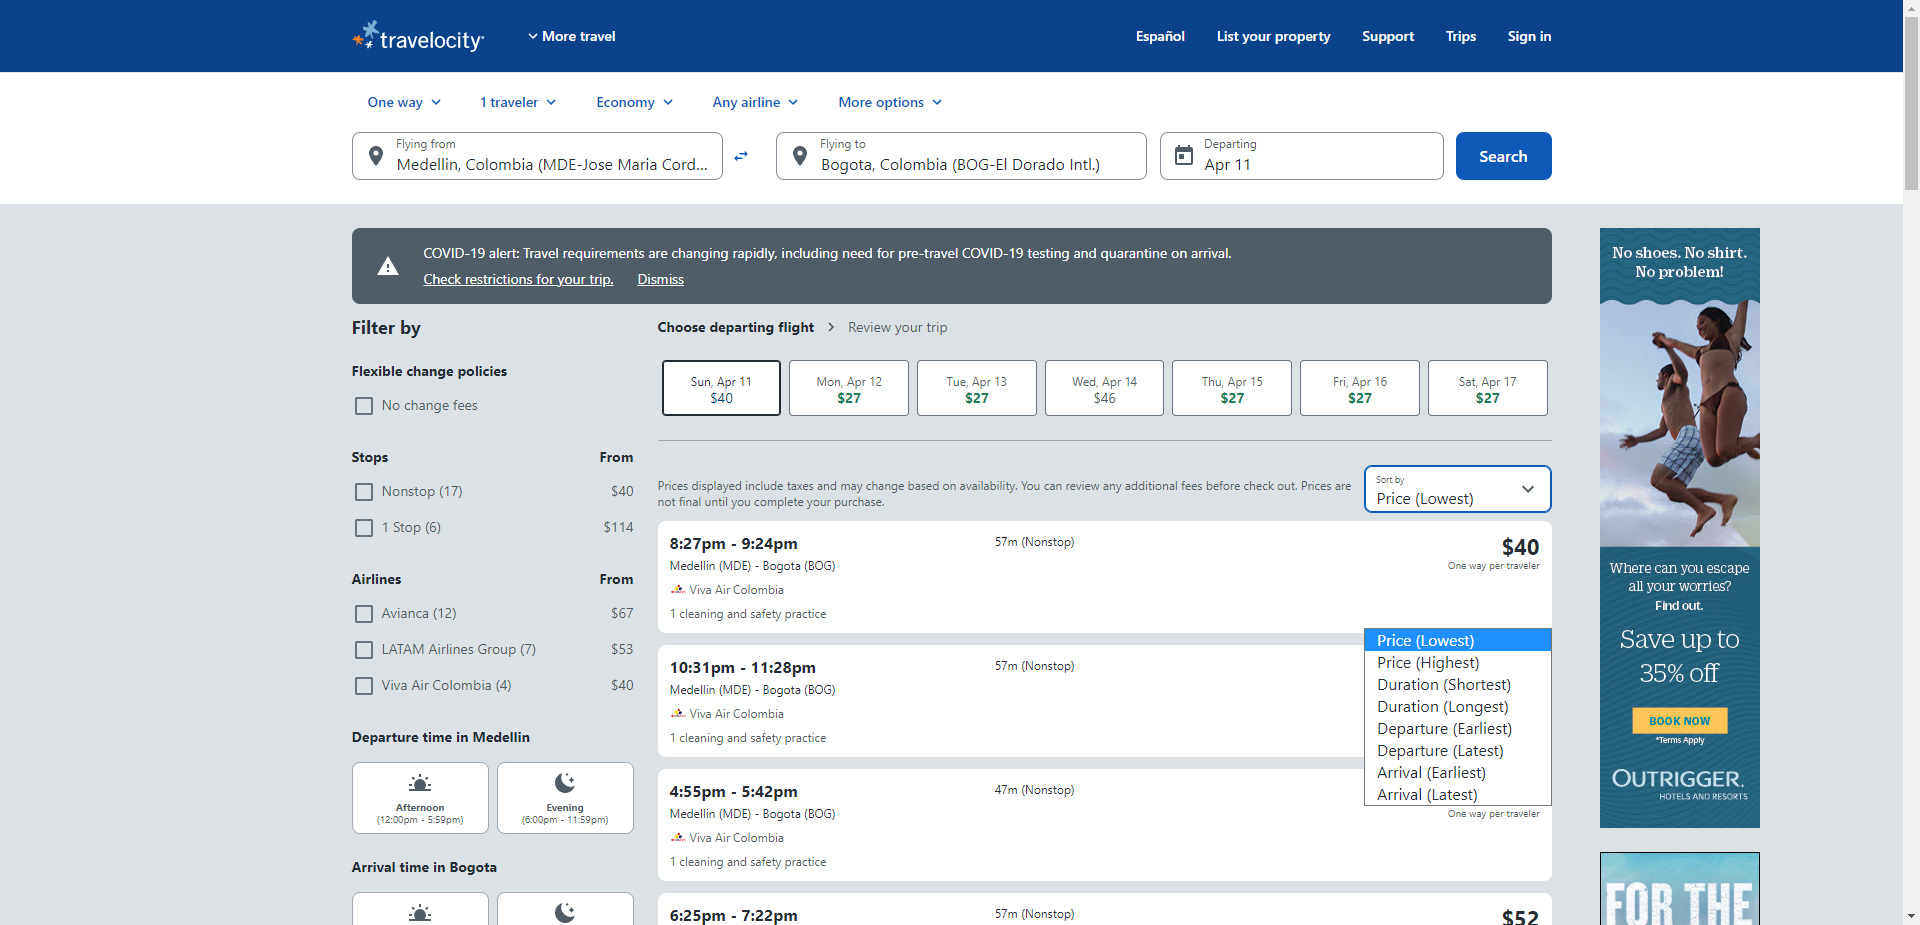 travelocity
More travel
Español
List your property
Support
Trips
Sign in
One way
1 traveler
Economy
Any airline
More options
Flying from
Medellin, Colombia (MDE-Jose Maria Cord...
Flying to
Bogota, Colombia (BOG-El Dorado Intl.)
Departing
Apr 11
Search
COVID-19 alert: Travel requirements are changing rapidly, including need for pre-travel COVID-19 testing and quarantine on arrival.
Check restrictions for your trip.
Dismiss
Filter by
Flexible change policies
No change fees
Stops
From
Nonstop (17)
$40
1 Stop (6)
$114
Airlines
From
Avianca (12)
$67
LATAM Airlines Group (7)
$53
Viva Air Colombia (4)
$40
Departure time in Medellin
Afternoon
(12:00pm - 5:59pm)
Evening
(6:00pm - 11:59pm)
Arrival time in Bogota
Choose departing flight
Review your trip
Sun, Apr 11
$40
Mon, Apr 12
$27
Tue, Apr 13
$27
Wed, Apr 14
$46
Thu, Apr 15
$27
Fri, Apr 16
$27
Sat, Apr 17
$27
Prices displayed include taxes and may change based on availability. You can review any additional fees before check out. Prices are
not final until you complete your purchase.
Sort by
Price (Lowest)
8:27pm - 9:24pm
57m (Nonstop)
$40
Medellin (MDE) - Bogota (BOG)
One way per traveler
Viva Air Colombia
1 cleaning and safety practice
Price (Lowest)
Price (Highest)
Duration (Shortest)
Duration (Longest)
Departure (Earliest)
Departure (Latest)
Arrival (Earliest)
Arrival (Latest)
10:31pm - 11:28pm
57m (Nonstop)
Medellin (MDE) - Bogota (BOG)
Viva Air Colombia
1 cleaning and safety practice
4:55pm - 5:42pm
47m (Nonstop)
Medellin (MDE) - Bogota (BOG)
One way per traveler
Viva Air Colombia
1 cleaning and safety practice
6:25pm - 7:22pm
57m (Nonstop)
$52
No shoes. No shirt.
No problem!
Where can you escape
all your worries?
Find out.
Save up to
35% off
BOOK NOW
*Terms Apply
OUTRIGGER.
HOTELS AND RESORTS
FOR THE